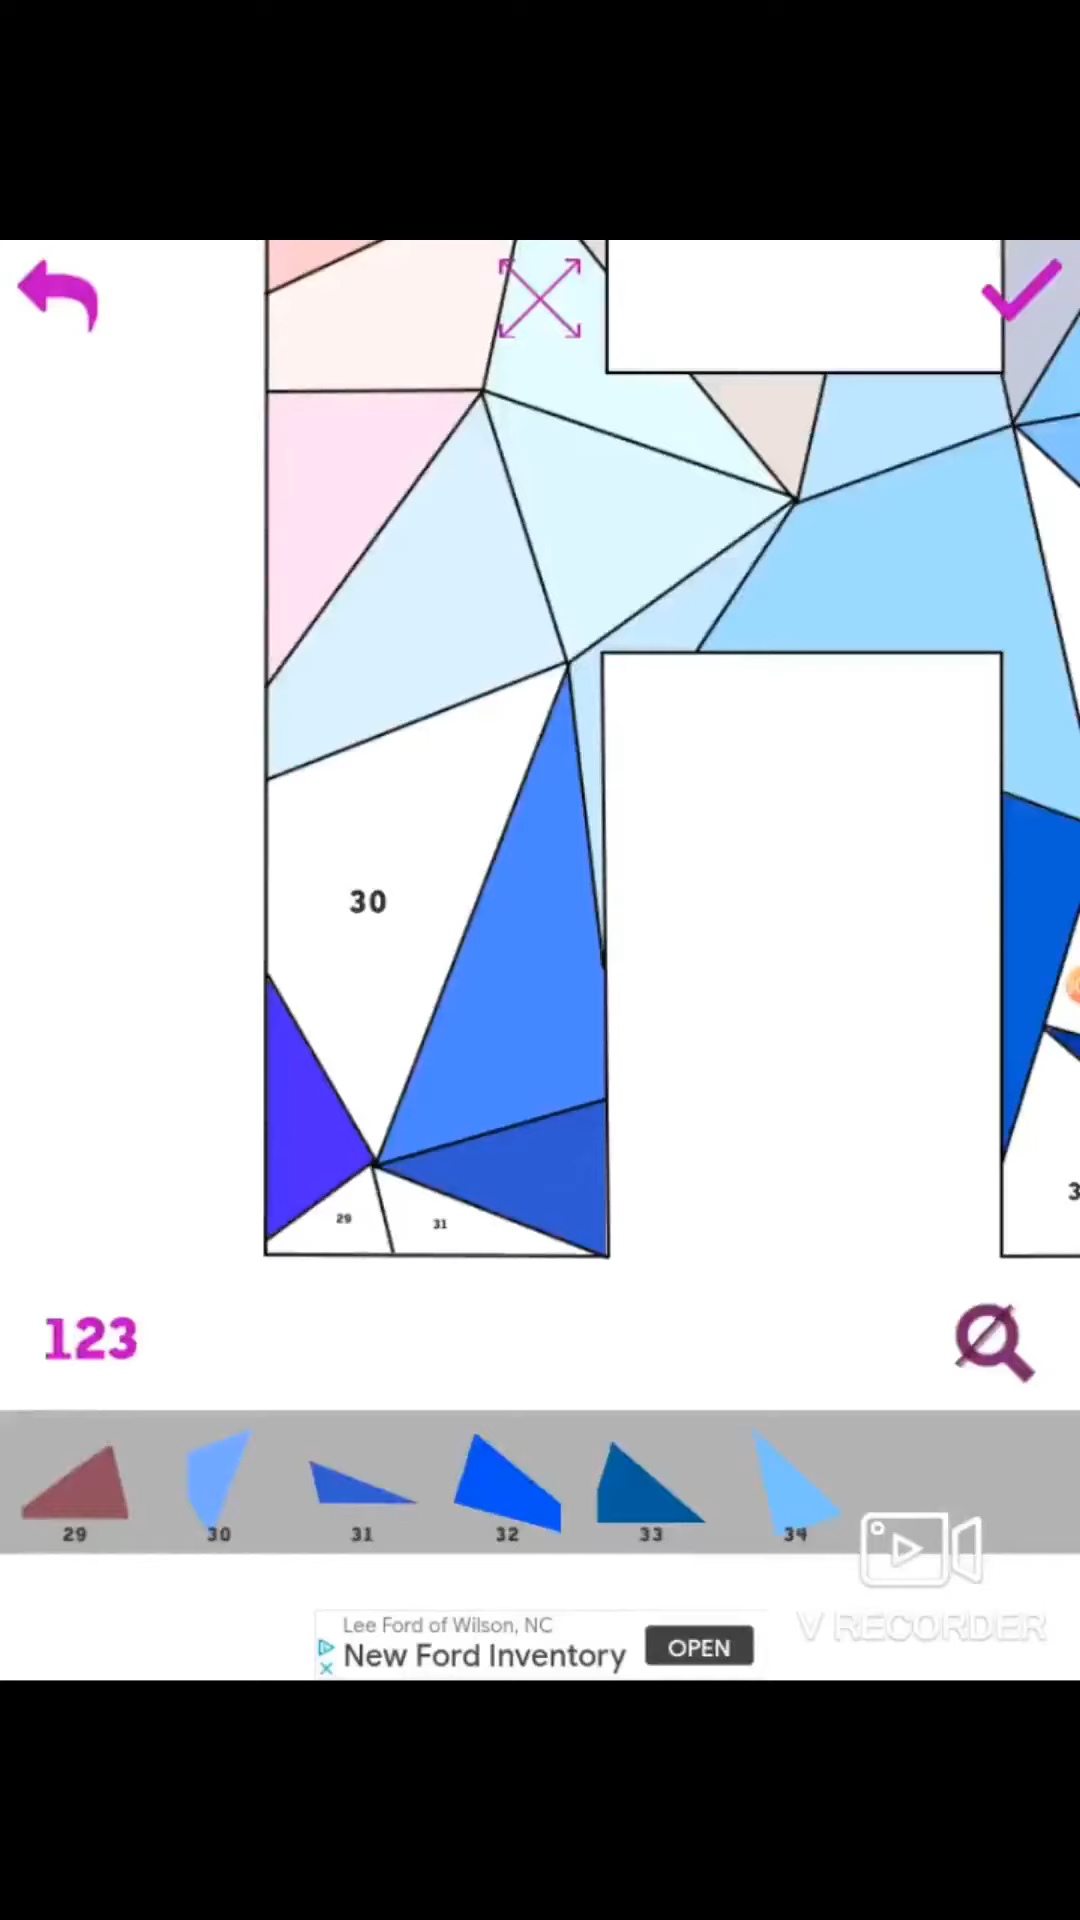 30
29
31
123
29 30 31 32 33 34
V RECORDER
Lee Ford of Wilson, NC
New Ford Inventory
OPEN